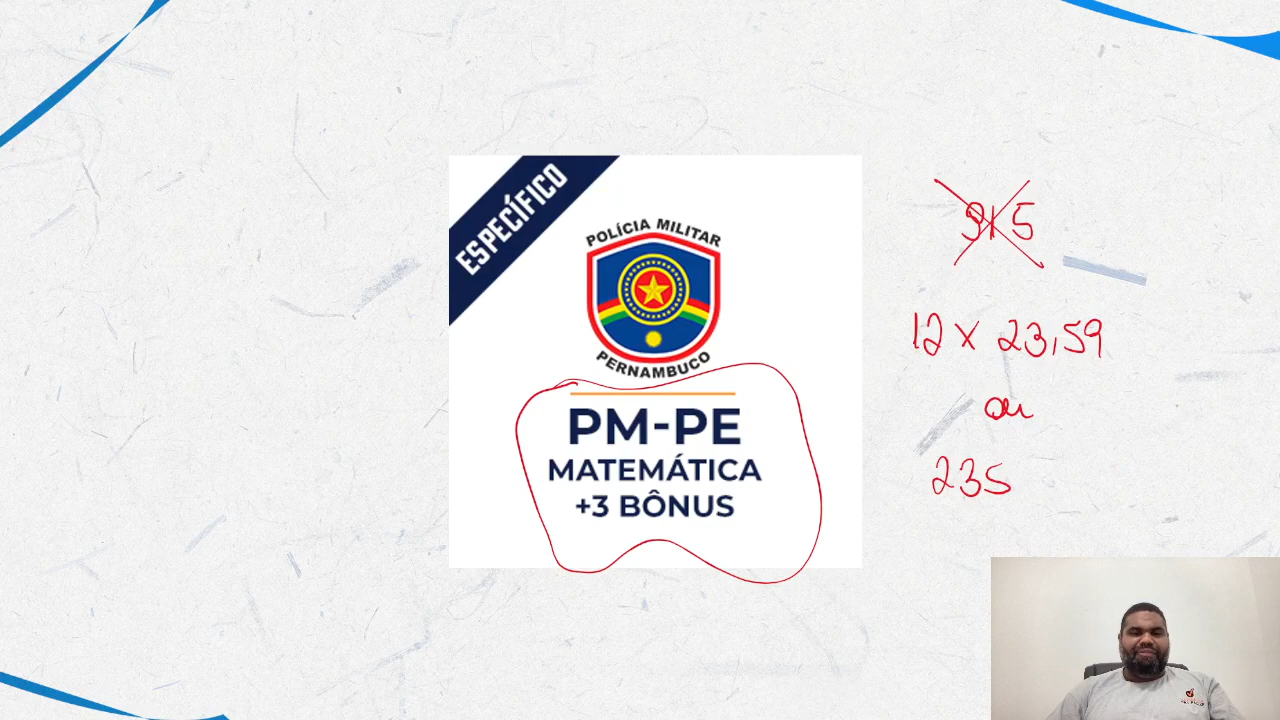 ESPECÍFICO
POLÍCIA MILITAR
PERNAMBUCO
PM-PE
MATEMÁTICA
+3 BÔNUS
915
12 x 23,59
ou
235